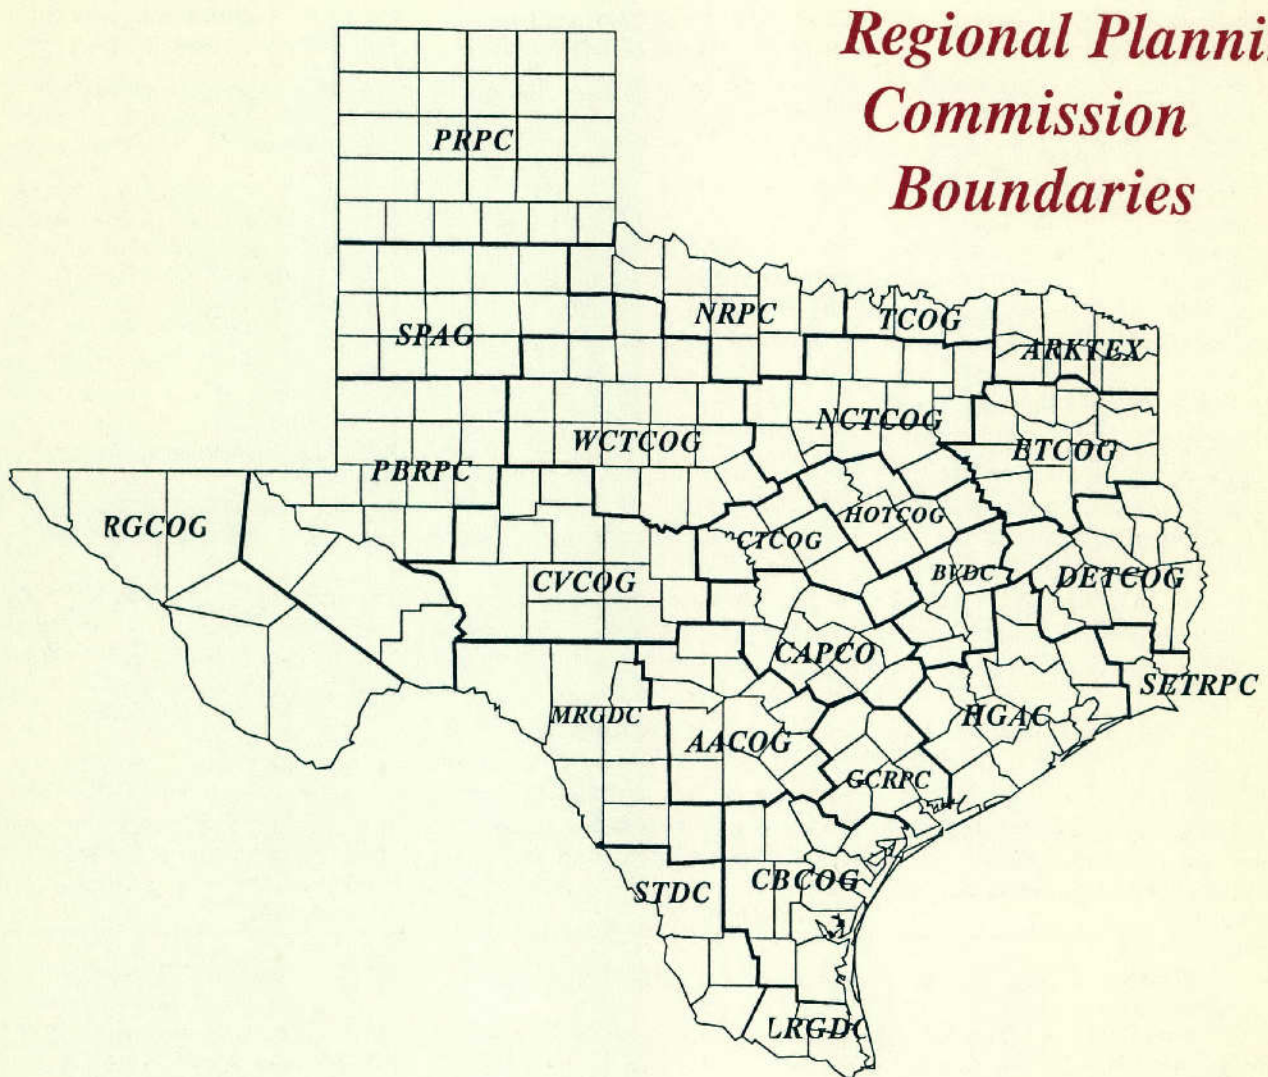 Regional Planni
Commission
Boundaries
PRPC
SPAG
NRPC
TCOG
ARKTEX
WCTCOG
NCTCOG
ETCOG
PBRPC
RGCOG
HOTCOG
CTCOG
CVCOG
BVDC
DETCOG
CAPCO
SETRPC
MRGDC
AACOG
HGAC
GCRPC
STDC
CBCOG
LRGDC